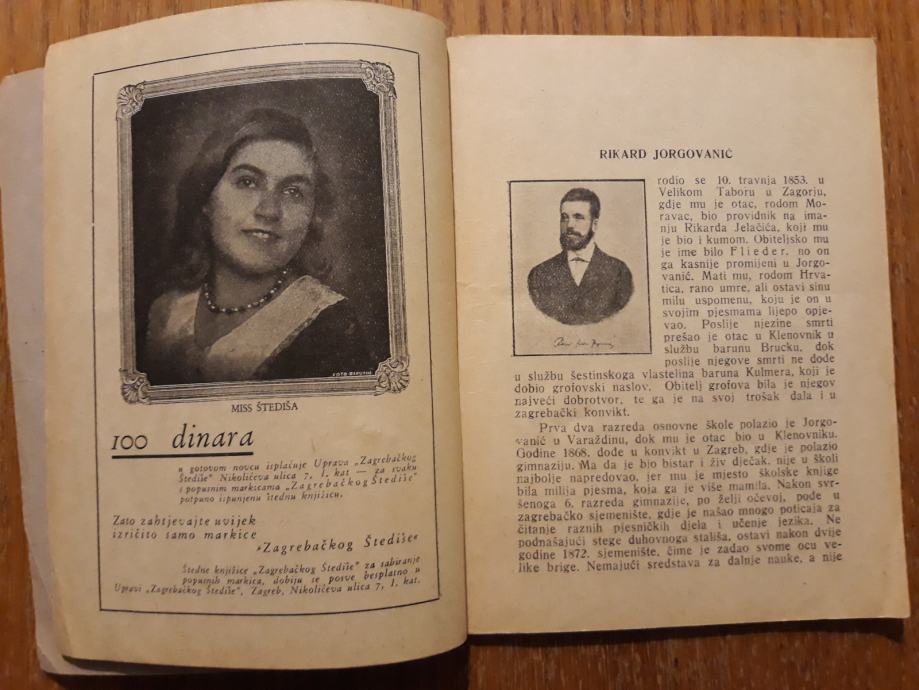 FOTO
MISS ŠTEDIŠA
100 dinara
u gotovom novcu isplaćuje Uprava „Zagrebačkog
Štediše" Nikolićeva ulica 7, I. kat — za svaku
s popusnim markicama „Zagrebačkog Štediše"
potpuno ispunjenu štednu knjižicu.
Zato zahtjevajte uvijek
izričito samo markice
»Zagrebačkog Štediše«
Štedne knjižice „Zagrebačkog Štediše" za sabiranje
popusnih markica, dobiju se posve besplatno u
Upravi „Zagrebačkog Štediše", Zagreb, Nikolićeva ulica 7, I. kat.
RIKARD JORGOVANIĆ
rodio se 10. travnja 1853. u
Velikom Taboru u Zagorju,
gdje mu je otac, rodom Mo-
ravac, bio providnik na ima-
nju Rikarda Jelačića, koji mu
je bio i kumom. Obiteljsko mu
je ime bilo Flieder, no on
ga kasnije promijeni u Jorgo-
vanić. Mati mu, rodom Hrva-
tica, rano umre, ali ostavi sinu
milu uspomenu, koju je on u
svojim pjesmama lijepo opje-
vao. Poslije njezine smrti
prešao je otac u Klenovnik u
službu barunu Brucku, dok
poslije njegove smrti ne dođe
u službu šestinskoga vlastelina baruna Kulmera, koji je
dobio grofovski naslov. Obitelj grofova bila je njegov
najveći dobrotvor, te ga je na svoj trošak dala i u
zagrebački konvikt.
Prva dva razreda osnovne škole polazio je Jorgo-
vanić u Varaždinu, dok mu je otac bio u Klenovniku.
Godine 1868. dođe u konvikt u Zagreb, gdje je polazio
gimnaziju. Ma da je bio bistar i živ dječak, nije u školi
najbolje napredovao, jer mu je mjesto školske knjige
bila milija pjesma, koja ga je više mamila. Nakon svr-
šenoga 6. razreda gimnazije, po želji očevoj, pođe u
zagrebačko sjemenište, gdje je našao mnogo poticaja za
čitanje raznih pjesničkih djela i učenje jezika. Ne
podnašajući stege duhovnoga stališa, ostavi nakon dvije
godine 1872. sjemenište, čime je zadao svome ocu ve-
like brige. Nemajući sredstava za dalnje nauke, a nije